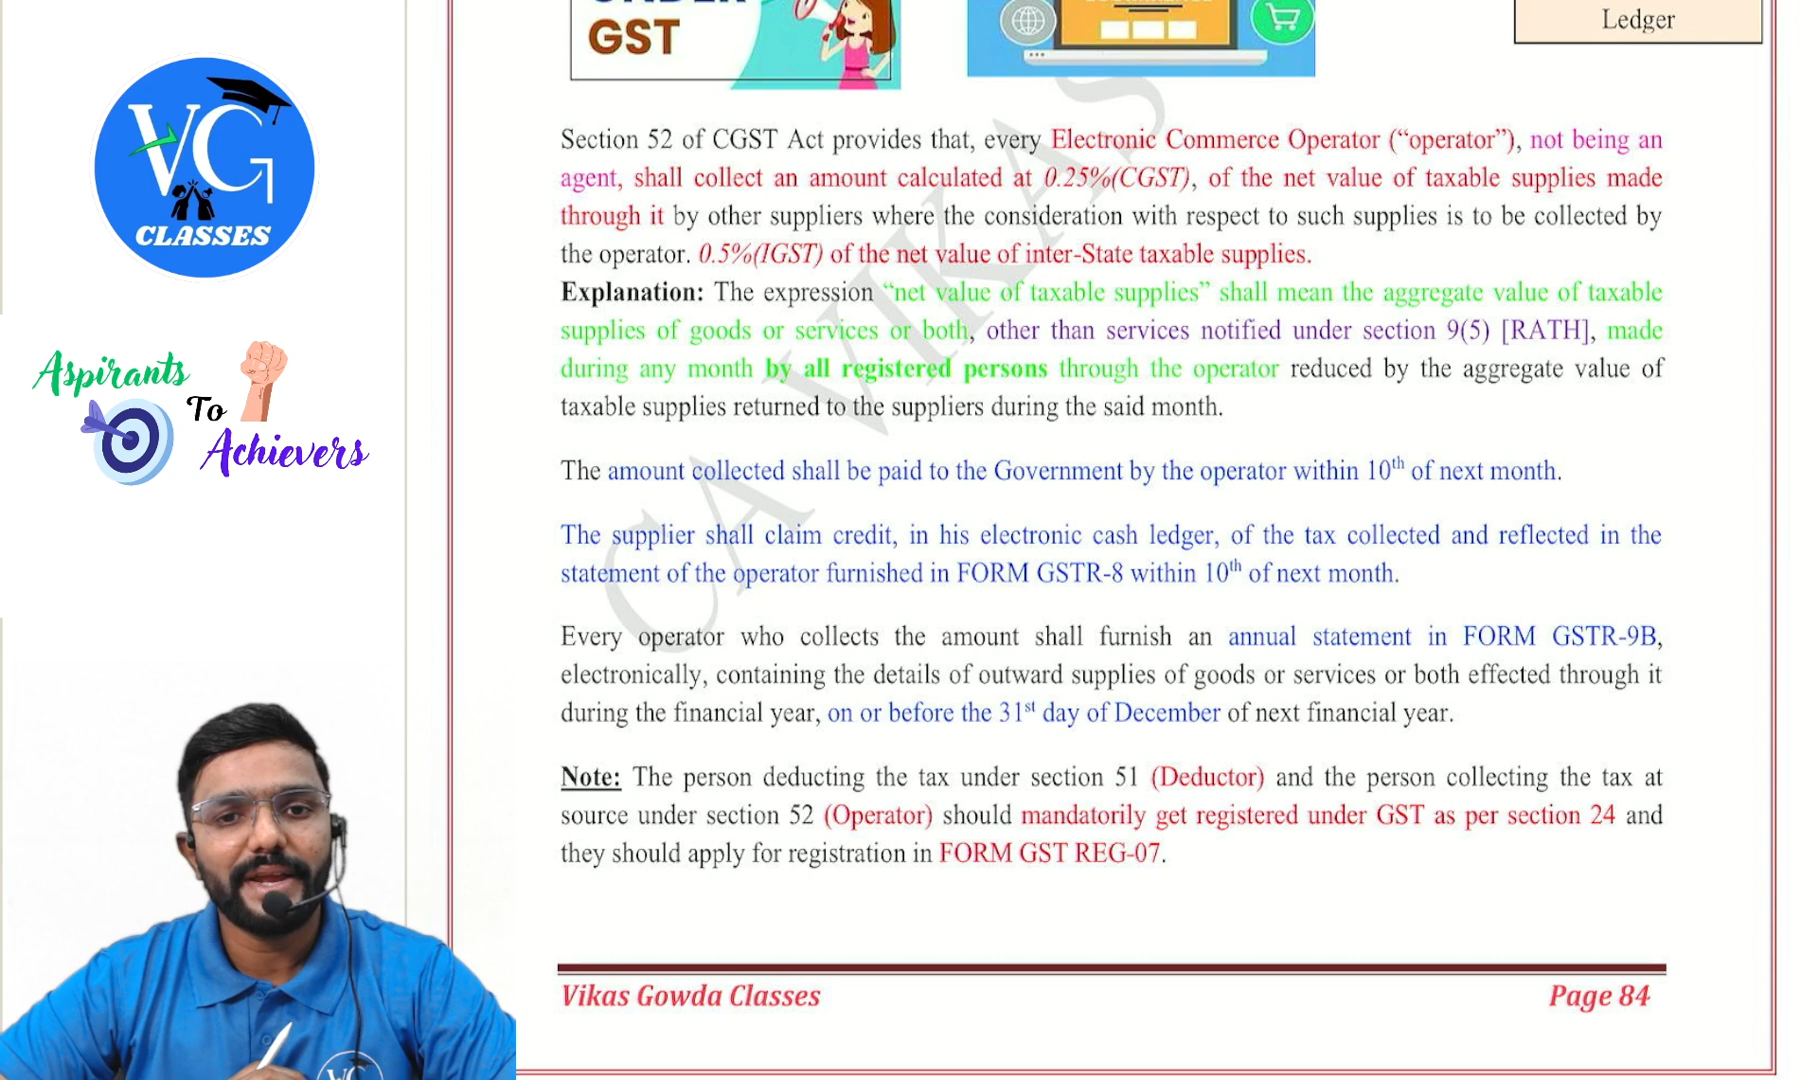 UNDER
GST
Ledger
VG
CLASSES
Section 52 of CGST Act provides that, every Electronic Commerce Operator (“operator”), not being an
agent, shall collect an amount calculated at 0.25%(CGST), of the net value of taxable supplies made
through it by other suppliers where the consideration with respect to such supplies is to be collected by
the operator. 0.5%(IGST) of the net value of inter-State taxable supplies.
Explanation: The expression “net value of taxable supplies” shall mean the aggregate value of taxable
supplies of goods or services or both, other than services notified under section 9(5) [RATH], made
during any month by all registered persons through the operator reduced by the aggregate value of
taxable supplies returned to the suppliers during the said month.
Aspirants
To
Achievers
The amount collected shall be paid to the Government by the operator within 10th of next month.
The supplier shall claim credit, in his electronic cash ledger, of the tax collected and reflected in the
statement of the operator furnished in FORM GSTR-8 within 10th of next month.
Every operator who collects the amount shall furnish an annual statement in FORM GSTR-9B,
electronically, containing the details of outward supplies of goods or services or both effected through it
during the financial year, on or before the 31st day of December of next financial year.
Note: The person deducting the tax under section 51 (Deductor) and the person collecting the tax at
source under section 52 (Operator) should mandatorily get registered under GST as per section 24 and
they should apply for registration in FORM GST REG-07.
CA VIKAS
Vikas Gowda Classes
Page 84
VG